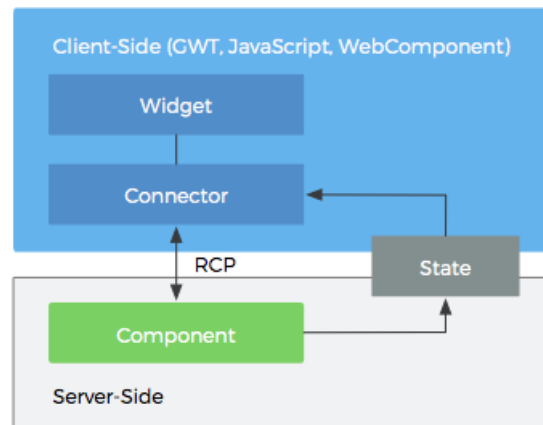 Client-Side (GWT, JavaScript, WebComponent)
Widget
Connector
RCP
State
Component
Server-Side